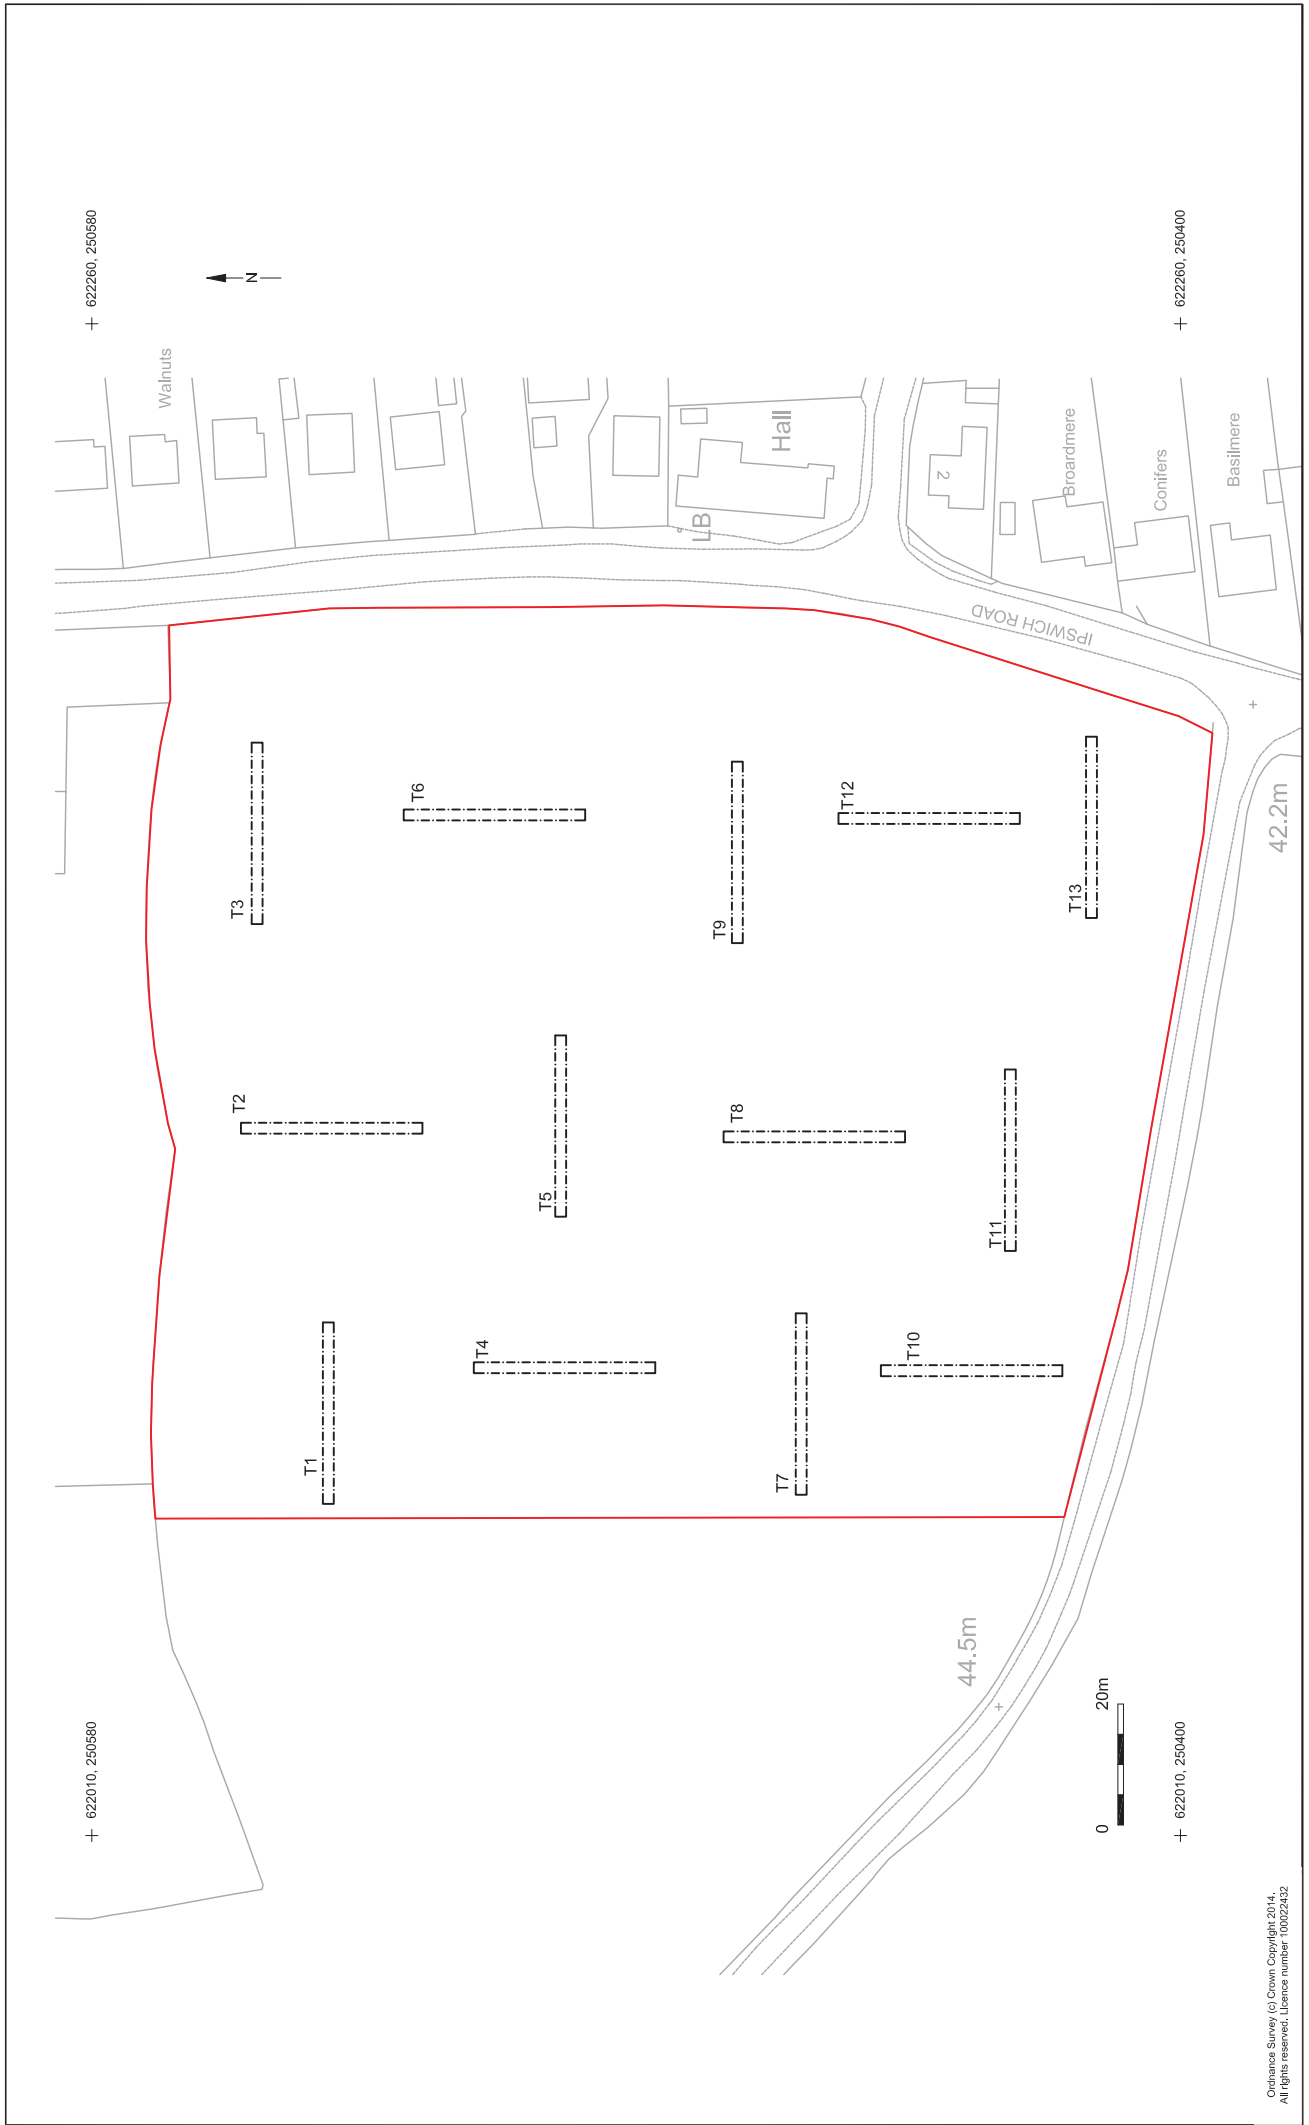 622010, 250580
622260, 250580
N
Walnuts
T1
T2
T3
T4
T5
T6
LB
Hall
T7
T8
T9
T10
T11
T12
T13
2
IPSWICH ROAD
Broardmere
Conifers
Basilmere
44.5m
42.2m
0
20m
622010, 250400
622260, 250400
Ordnance Survey (c) Crown Copyright 2014.
All rights reserved. Licence number 100022432